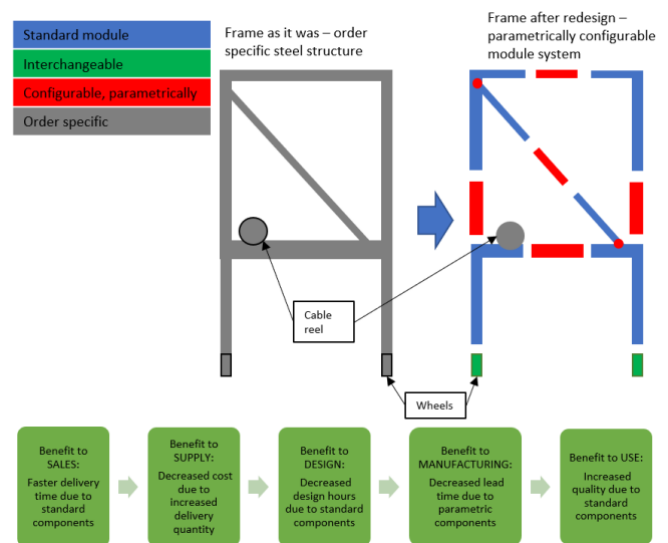 Standard module
Intercheangable
Configurable, parametrically
Order specific
Frame as it was – order
specific steel structure
Frame after redesign –
parametrically configurable
module system
Cable
reel
Wheels
Benefit to
SALES:
Faster delivery
time due to
standard
components
Benefit to
SUPPLY:
Decreased cost
due to
increased
delivery
quantity
Benefit to
DESIGN:
Decreased
design hours
due to standard
components
Benefit to
MANUFACTURING:
Decreased lead
time due to
parametric
components
Benefit to USE:
Increased
quality due to
standard
components